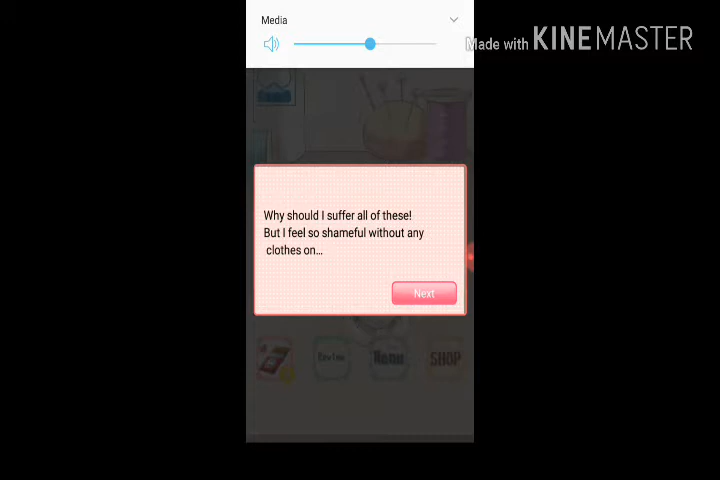 Media
Made with KINEMASTER
Why should I suffer all of these!
But I feel so shameful without any
clothes on...
Next
SHOP